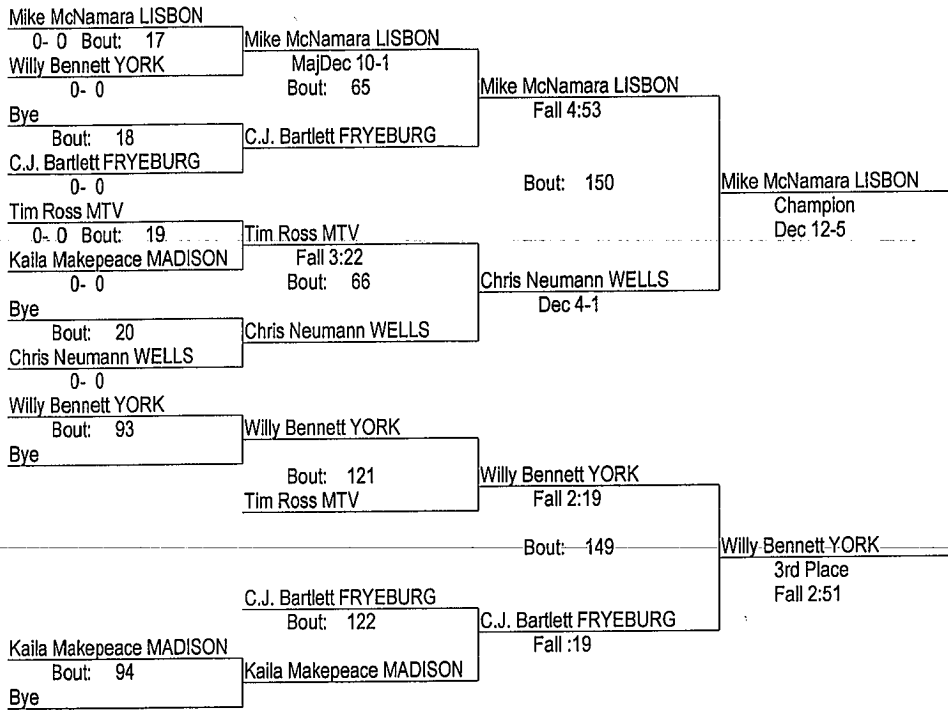 Mike McNamara LISBON
0- 0 Bout: 17
Mike McNamara LISBON
Willy Bennett YORK
MajDec 10-1
0- 0
Bout: 65
Mike McNamara LISBON
Bye
Fall 4:53
Bout: 18
C.J. Bartlett FRYEBURG
C.J. Bartlett FRYEBURG
0- 0
Bout: 150
Mike McNamara LISBON
Tim Ross MTV
Champion
0- 0 Bout: 19
Tim Ross MTV
Dec 12-5
Kaila Makepeace MADISON
Fall 3:22
0- 0
Bout: 66
Chris Neumann WELLS
Bye
Dec 4-1
Bout: 20
Chris Neumann WELLS
Chris Neumann WELLS
0- 0
Willy Bennett YORK
Bout: 93
Willy Bennett YORK
Bye
Bout: 121
Willy Bennett YORK
Tim Ross MTV
Fall 2:19
Bout: 149
Willy Bennett YORK
3rd Place
C.J. Bartlett FRYEBURG
Fall 2:51
Bout: 122
C.J. Bartlett FRYEBURG
Kaila Makepeace MADISON
Fall :19
Bout: 94
Kaila Makepeace MADISON
Bye